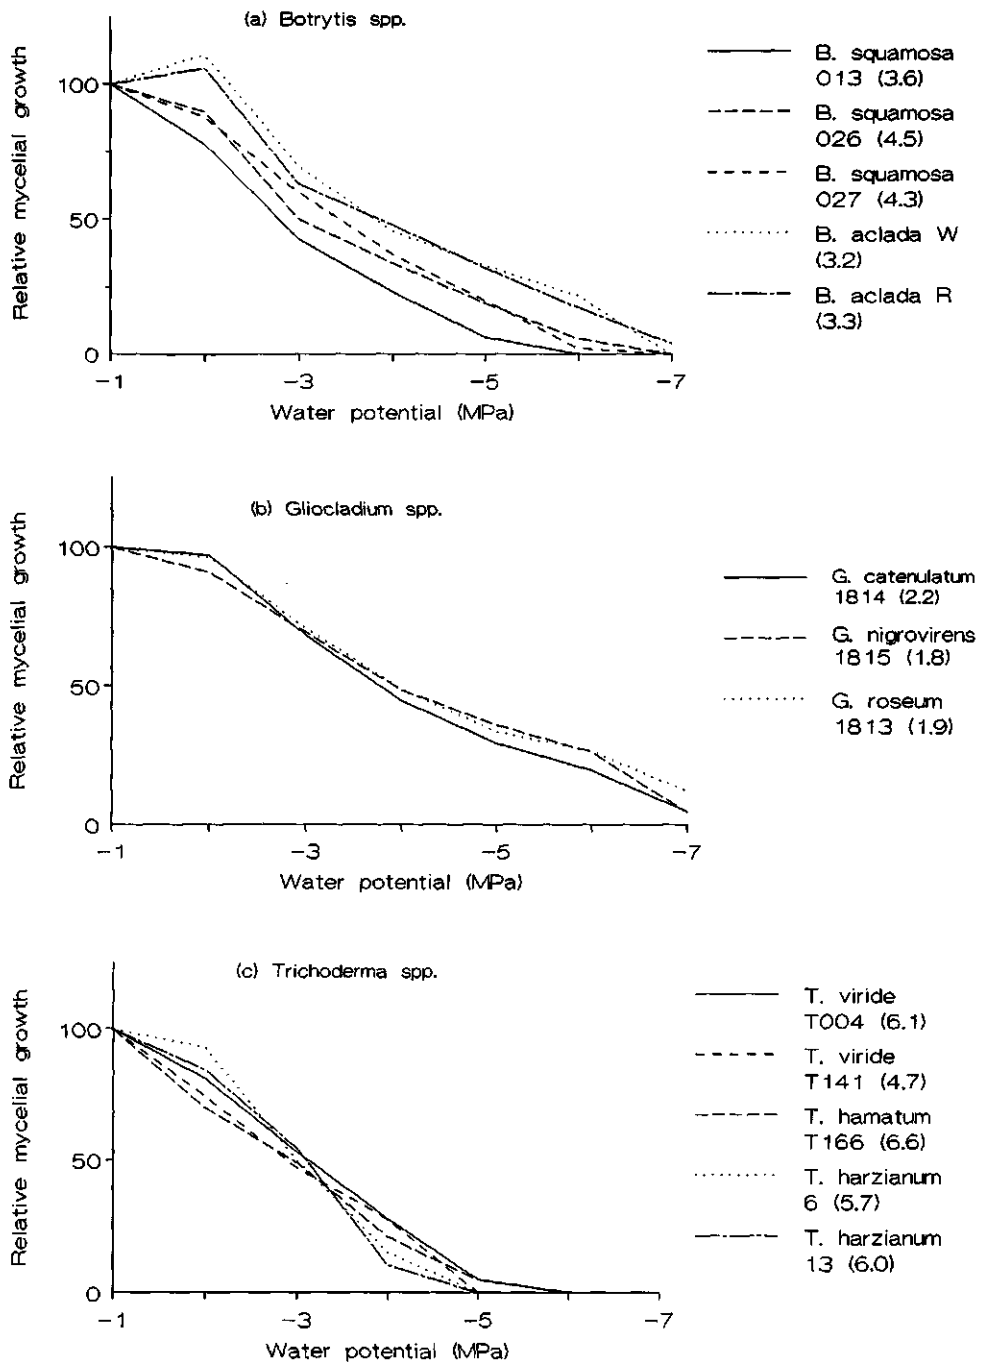 (a) Botrytis spp.
Relative mycelial growth
100
50
0
-1
-3
-5
-7
Water potential (MPa)
B. squamosa
013 (3.6)
B. squamosa
026 (4.5)
B. squamosa
027 (4.3)
B. aclada W
(3.2)
B. aclada R
(3.3)
(b) Gliocladium spp.
Relative mycelial growth
100
50
0
-1
-3
-5
-7
Water potential (MPa)
G. catenulatum
1814 (2.2)
G. nigrovirens
1815 (1.8)
G. roseum
1813 (1.9)
(c) Trichoderma spp.
Relative mycelial growth
100
50
0
-1
-3
-5
-7
Water potential (MPa)
T. viride
T004 (6.1)
T. viride
T141 (4.7)
T. hamatum
T166 (6.6)
T. harzianum
6 (5.7)
T. harzianum
13 (6.0)